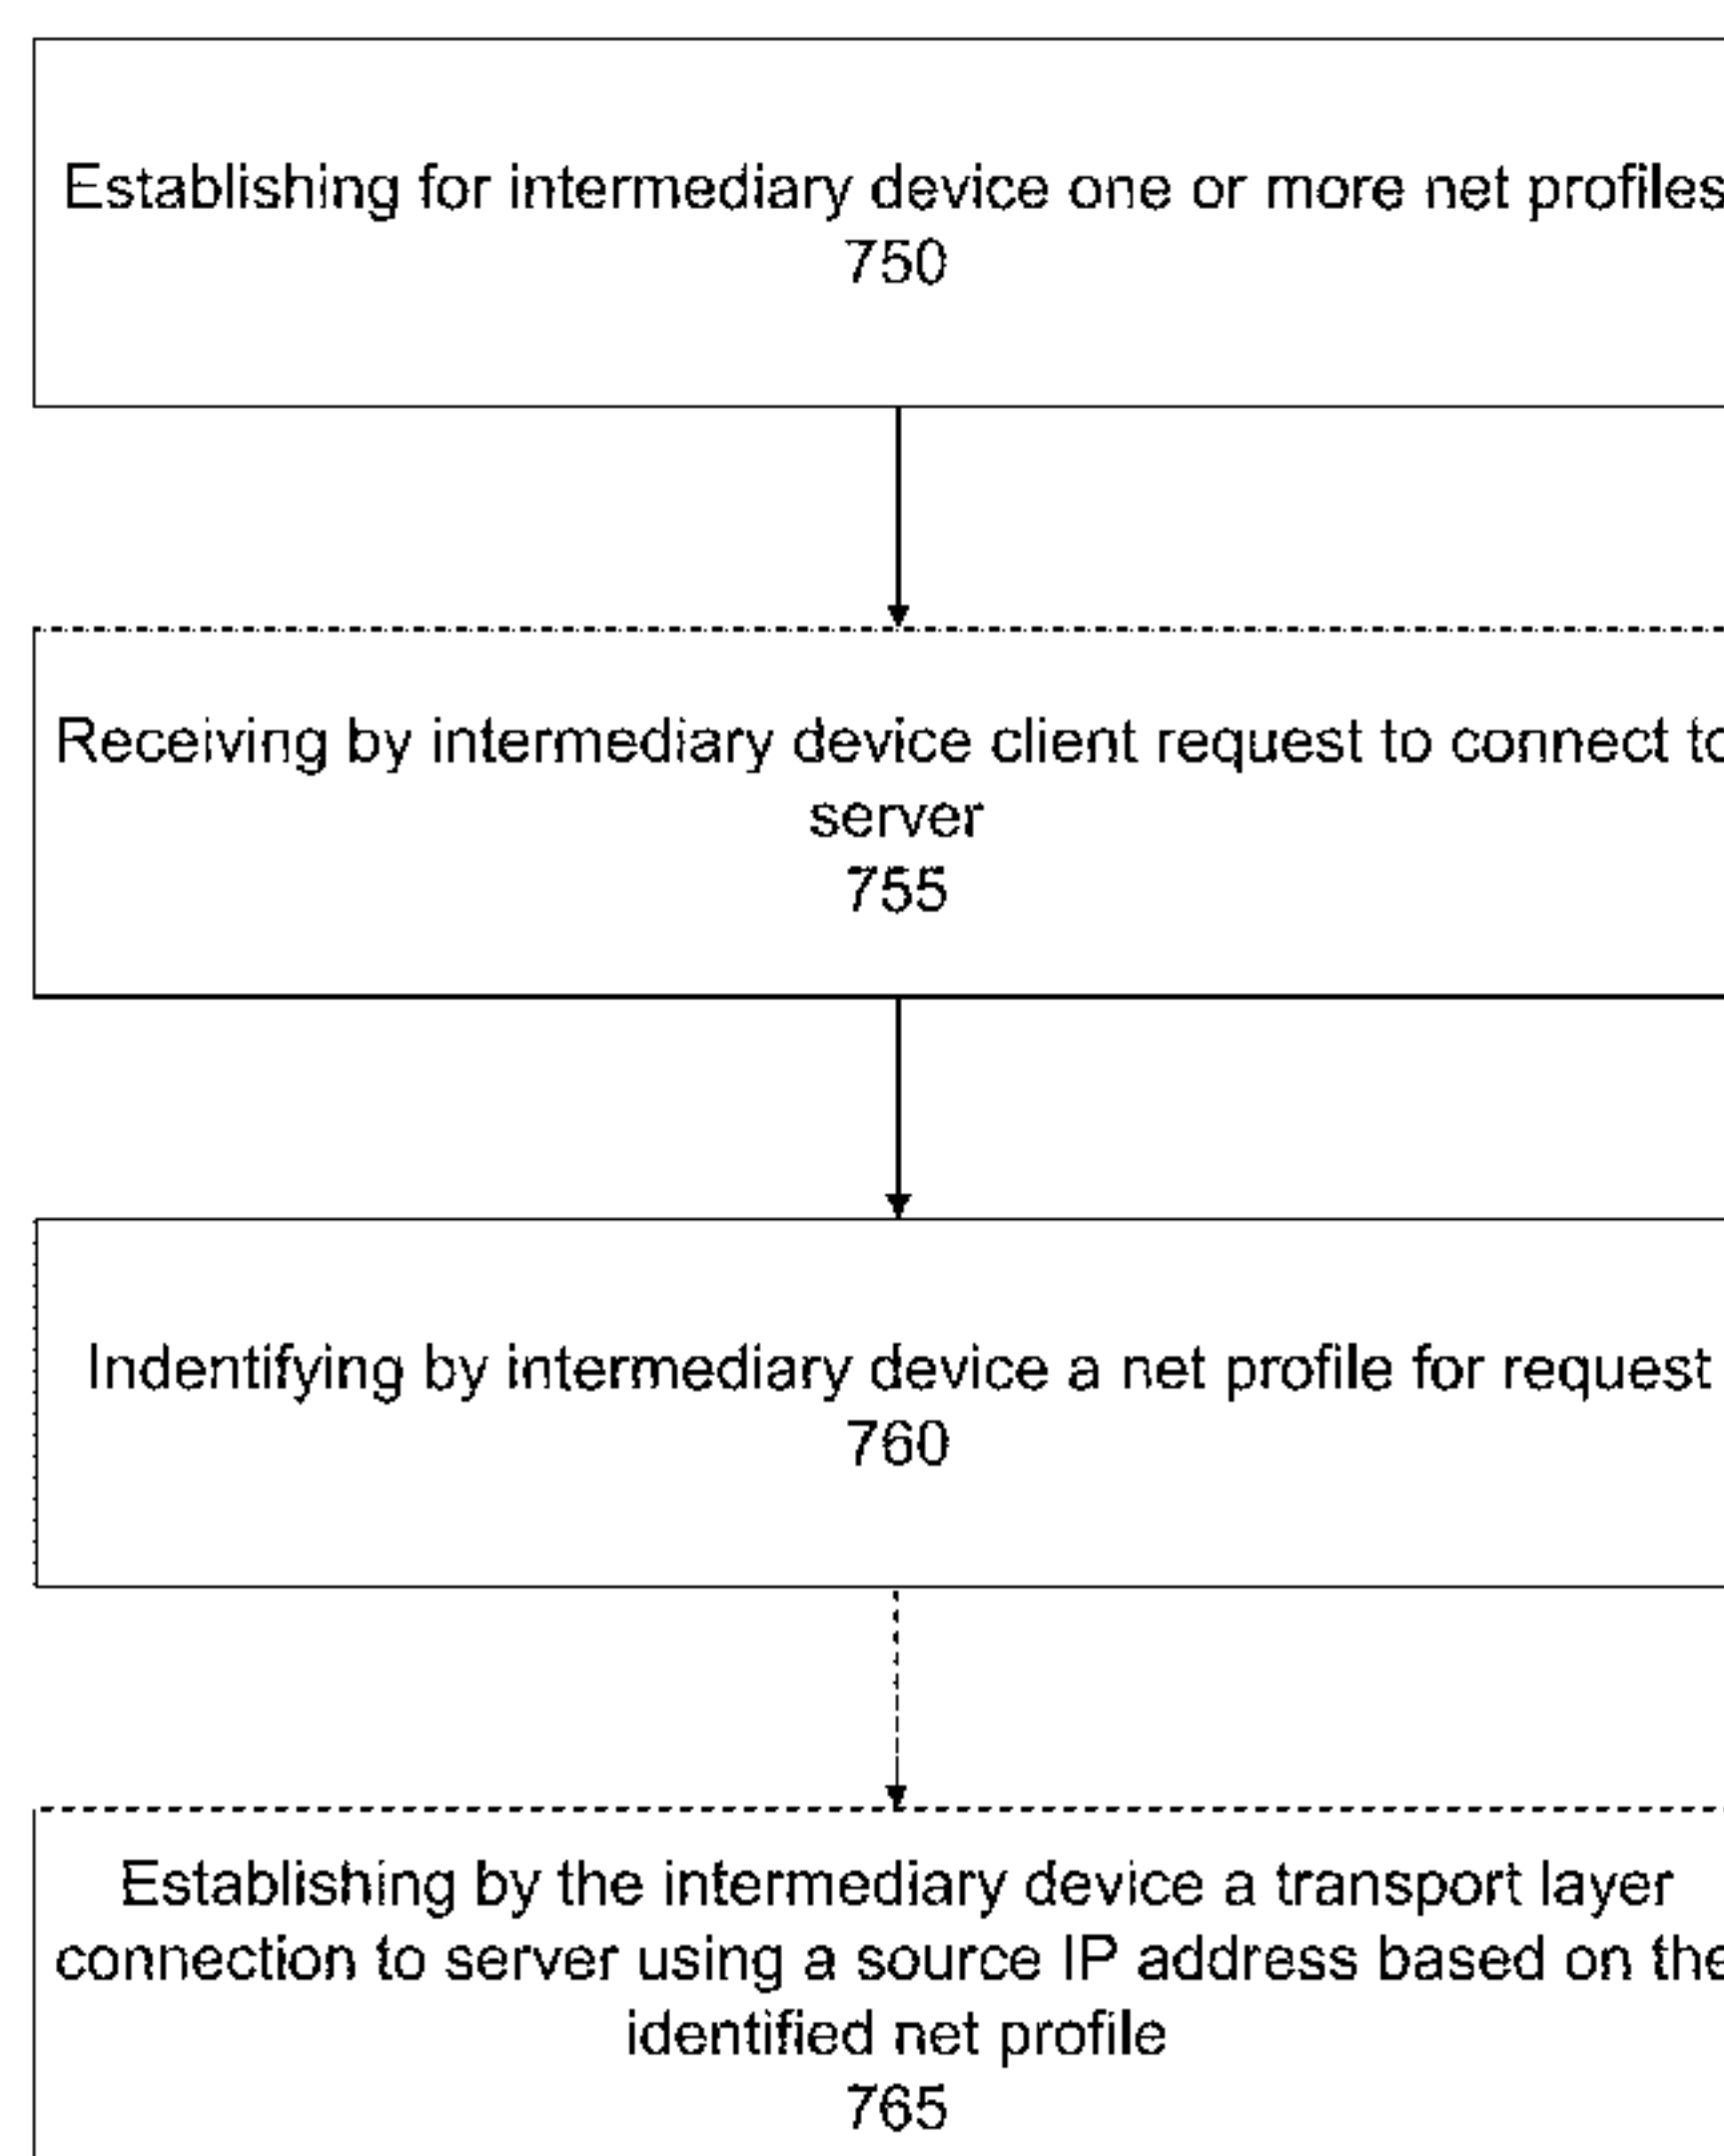 Establishing for intermediary device one or more net profiles
750
Receiving by intermediary device client request to connect to
server
755
Indentifying by intermediary device a net profile for request
760
Establishing by the intermediary device a transport layer
connection to server using a source IP address based on the
identified net profile
765